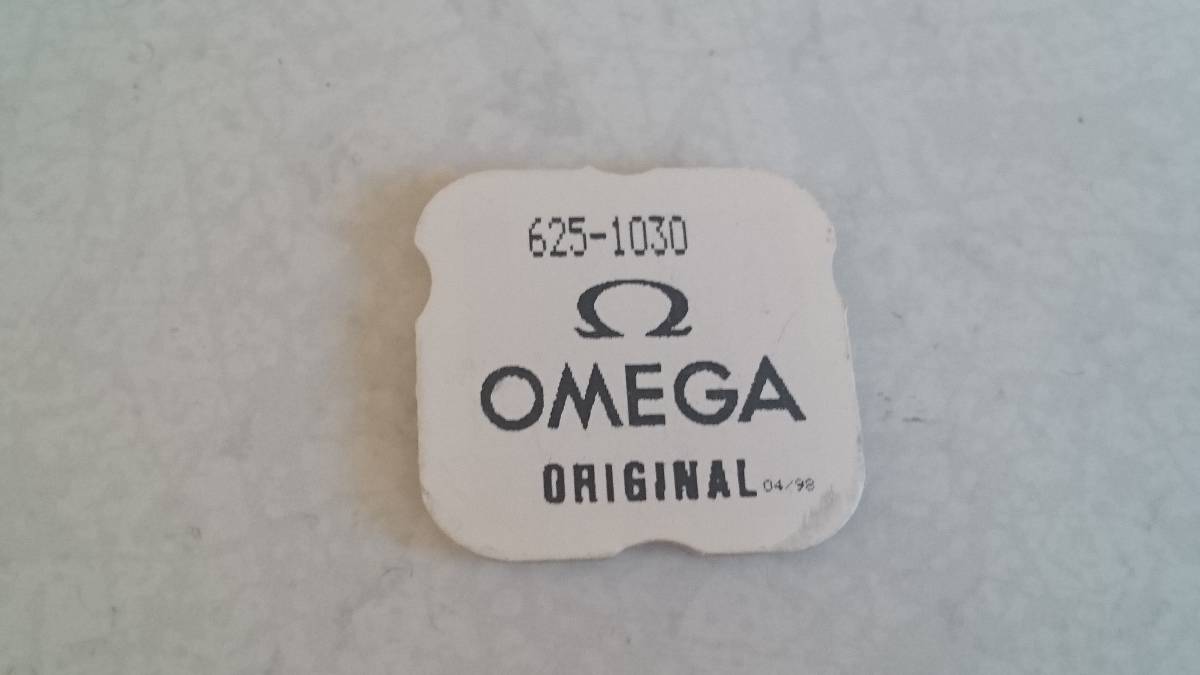 625-1030
Ω
OMEGA
ORIGINAL 04/98